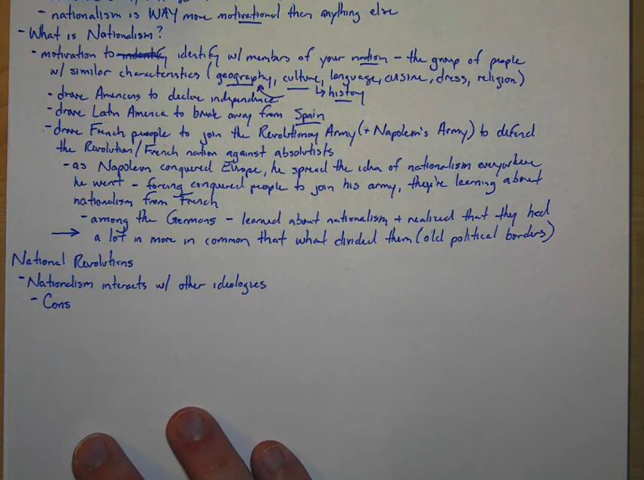 - nationalism is WAY more motivational than anything else
- What is Nationalism?
- motivation to identify w/ members of your nation - the group of people
w/ similar characteristics (geography, culture, language, cuisine, dress, religion)
↳ history
- drove Americans to declare independence
- drove Latin America to break away from Spain
- drove French people to join the Revolutionary Army (+ Napoleon's Army) to defend
the Revolution/French nation against absolutists
- as Napoleon conquered Europe, he spread the idea of nationalism everywhere
he went - forcing conquered people to join his army, they're learning about
nationalism from French
- among the Germans - learned about nationalism + realized that they had
→ a lot in more in common that what divided them (old political borders)
National Revolutions
- Nationalism interacts w/ other ideologies
- Cons